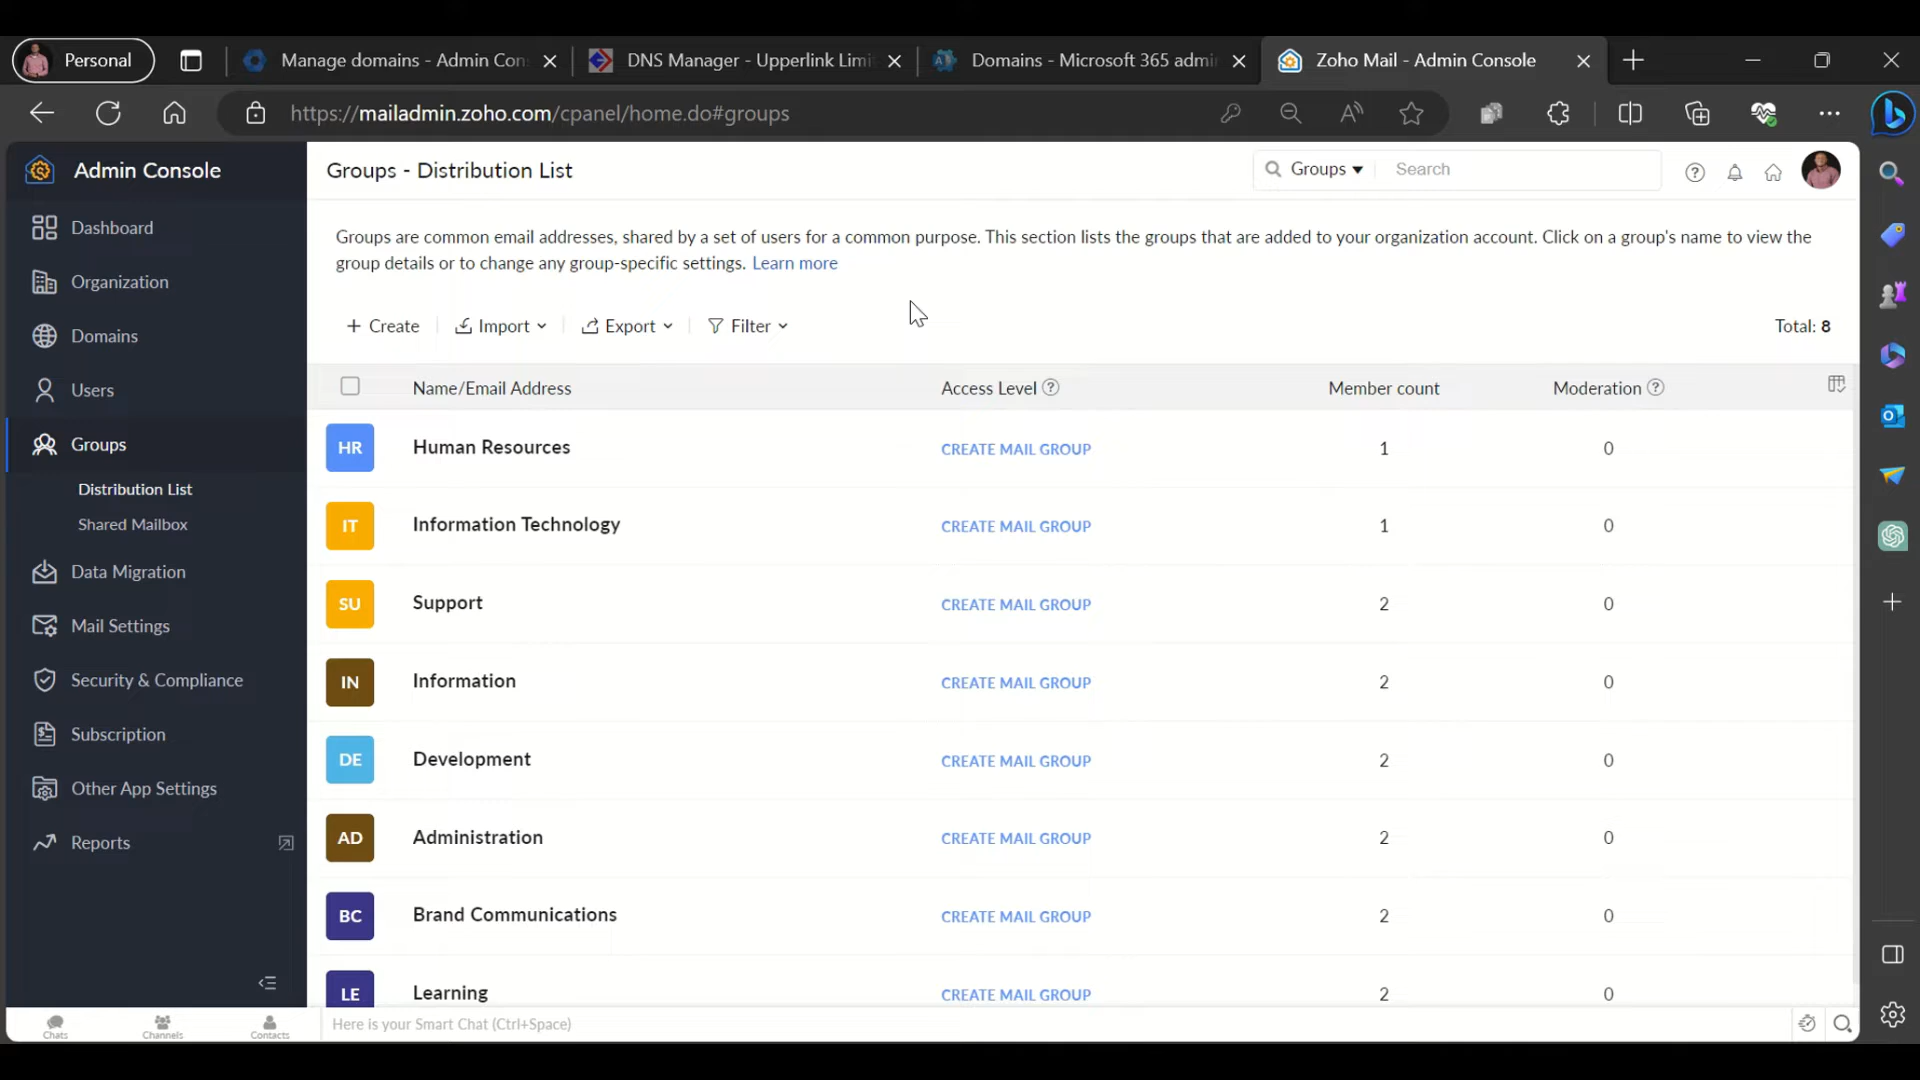 Personal
Manage domains - Admin Con
DNS Manager - Upperlink Limi
Domains - Microsoft 365 admin
Zoho Mail - Admin Console
https://mailadmin.zoho.com/cpanel/home.do#groups
Admin Console
Dashboard
Organization
Domains
Users
Groups
Distribution List
Shared Mailbox
Data Migration
Mail Settings
Security & Compliance
Subscription
Other App Settings
Reports
Chats
Channels
Contacts
Groups - Distribution List
Groups
Search
Groups are common email addresses, shared by a set of users for a common purpose. This section lists the groups that are added to your organization account. Click on a group's name to view the
group details or to change any group-specific settings. Learn more
Create
Import
Export
Filter
Total: 8
Name/Email Address Access Level Member count Moderation
HR Human Resources CREATE MAIL GROUP 1 0
IT Information Technology CREATE MAIL GROUP 1 0
SU Support CREATE MAIL GROUP 2 0
IN Information CREATE MAIL GROUP 2 0
DE Development CREATE MAIL GROUP 2 0
AD Administration CREATE MAIL GROUP 2 0
BC Brand Communications CREATE MAIL GROUP 2 0
LE Learning CREATE MAIL GROUP 2 0
Here is your Smart Chat (Ctrl+Space)